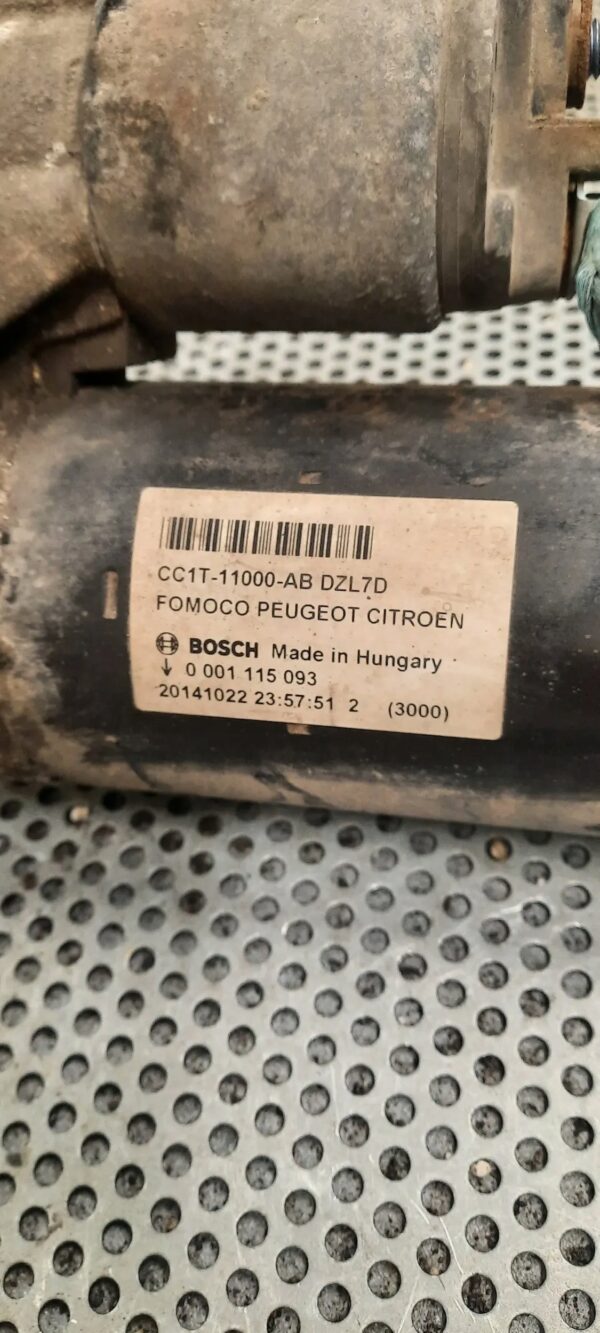 CC1T-11000-AB DZL7D
FOMOCO PEUGEOT CITROEN
BOSCH Made in Hungary
↓ 0 001 115 093
20141022 23:57:51 2 (3000)